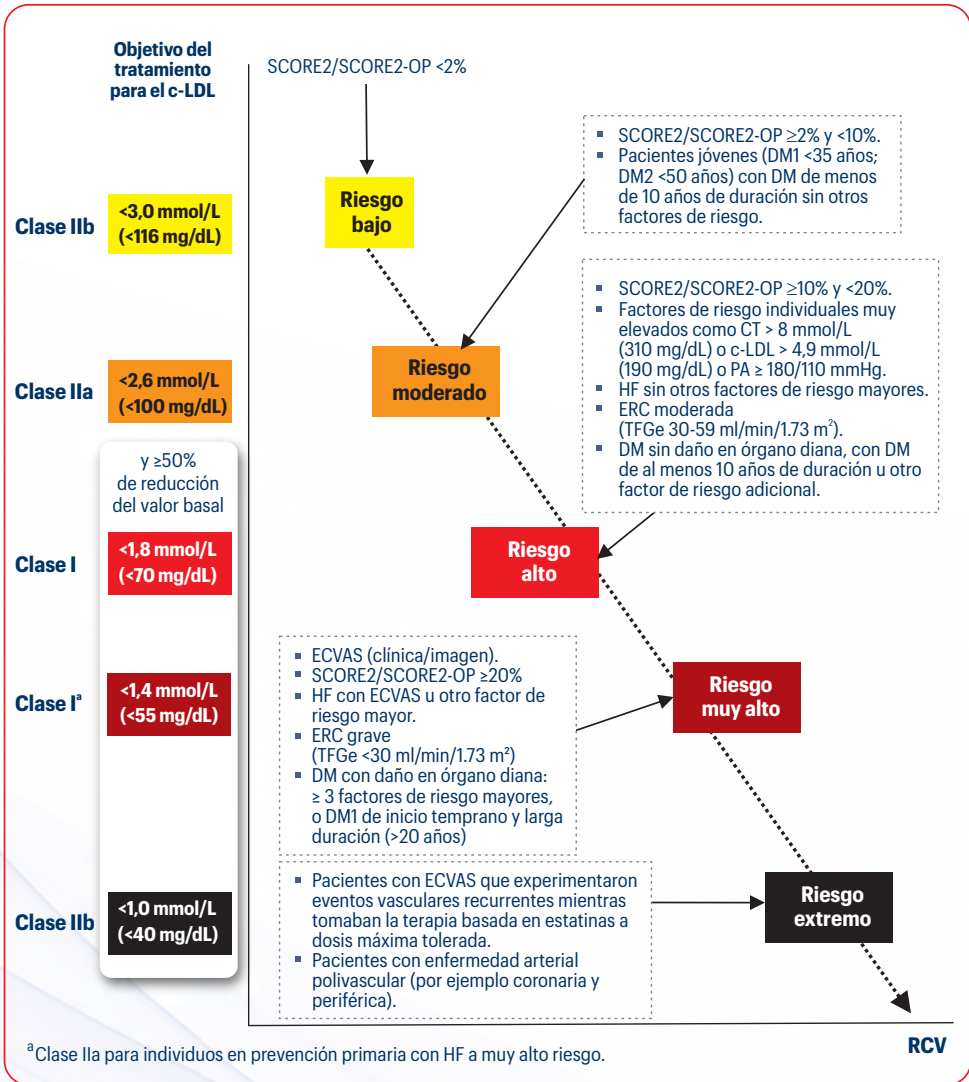 Objetivo del
tratamiento
para el c-LDL
SCORE2/SCORE2-OP <2%
▪ SCORE2/SCORE2-OP ≥2% y <10%.
▪ Pacientes jóvenes (DM1 <35 años;
DM2 <50 años) con DM de menos
de 10 años de duración sin otros
factores de riesgo.
Clase IIb
<3,0 mmol/L
(<116 mg/dL)
Riesgo
bajo
▪ SCORE2/SCORE2-OP ≥10% y <20%.
▪ Factores de riesgo individuales muy
elevados como CT > 8 mmol/L
(310 mg/dL) o c-LDL > 4,9 mmol/L
(190 mg/dL) o PA ≥ 180/110 mmHg.
▪ HF sin otros factores de riesgo mayores.
▪ ERC moderada
(TFGe 30-59 ml/min/1.73 m²).
▪ DM sin daño en órgano diana, con DM
de al menos 10 años de duración u otro
factor de riesgo adicional.
Clase IIa
<2,6 mmol/L
(<100 mg/dL)
Riesgo
moderado
y ≥50%
de reducción
del valor basal
Clase I
<1,8 mmol/L
(<70 mg/dL)
Riesgo
alto
▪ ECVAS (clínica/imagen).
▪ SCORE2/SCORE2-OP ≥20%
▪ HF con ECVAS u otro factor de
riesgo mayor.
▪ ERC grave
(TFGe <30 ml/min/1.73 m²)
▪ DM con daño en órgano diana:
≥ 3 factores de riesgo mayores,
o DM1 de inicio temprano y larga
duración (>20 años)
Clase Iᵃ
<1,4 mmol/L
(<55 mg/dL)
Riesgo
muy alto
▪ Pacientes con ECVAS que experimentaron
eventos vasculares recurrentes mientras
tomaban la terapia basada en estatinas a
dosis máxima tolerada.
▪ Pacientes con enfermedad arterial
polivascular (por ejemplo coronaria y
periférica).
Clase IIb
<1,0 mmol/L
(<40 mg/dL)
Riesgo
extremo
RCV
ᵃClase IIa para individuos en prevención primaria con HF a muy alto riesgo.